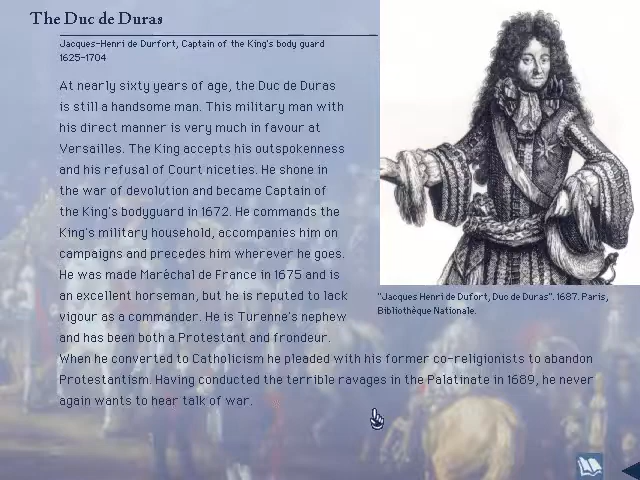 The Duc de Duras
Jacques-Henri de Durfort, Captain of the King's body guard
1625-1704
At nearly sixty years of age, the Duc de Duras
is still a handsome man. This military man with
his direct manner is very much in favour at
Versailles. The King accepts his outspokenness
and his refusal of Court niceties. He shone in
the war of devolution and became Captain of
the King's bodyguard in 1672. He commands the
King's military household, accompanies him on
campaigns and precedes him wherever he goes.
He was made Maréchal de France in 1675 and is
an excellent horseman, but he is reputed to lack
vigour as a commander. He is Turenne's nephew
and has been both a Protestant and frondeur.
When he converted to Catholicism he pleaded with his former co-religionists to abandon
Protestantism. Having conducted the terrible ravages in the Palatinate in 1689, he never
again wants to hear talk of war.
"Jacques Henri de Dufort, Duc de Duras". 1687. Paris,
Bibliothèque Nationale.